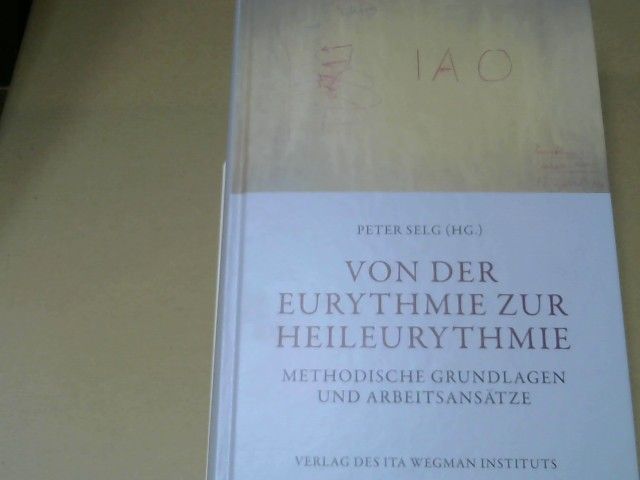 IAO
PETER SELG (HG.)
VON DER
EURYTHMIE ZUR
HEILEURYTHMIE
METHODISCHE GRUNDLAGEN
UND ARBEITSANSÄTZE
VERLAG DES ITA WEGMAN INSTITUTS